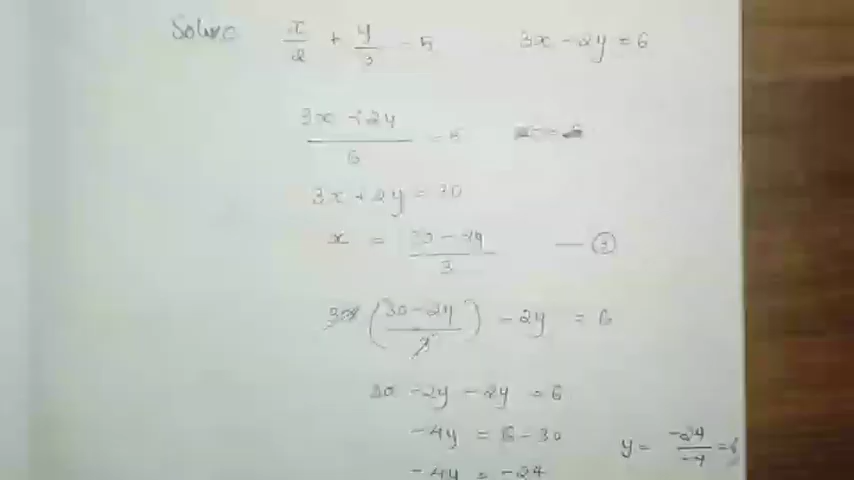 Solve x/2 + y/3 = 5 3x - 2y = 6
3x + 2y / 6 = 5
3x + 2y = 30
x = 30 - 2y / 3 — ③
3 (30 - 2y / 3) - 2y = 6
30 - 2y - 2y = 6
-4y = 6 - 30
-4y = -24 y = -24 / -4 = 6